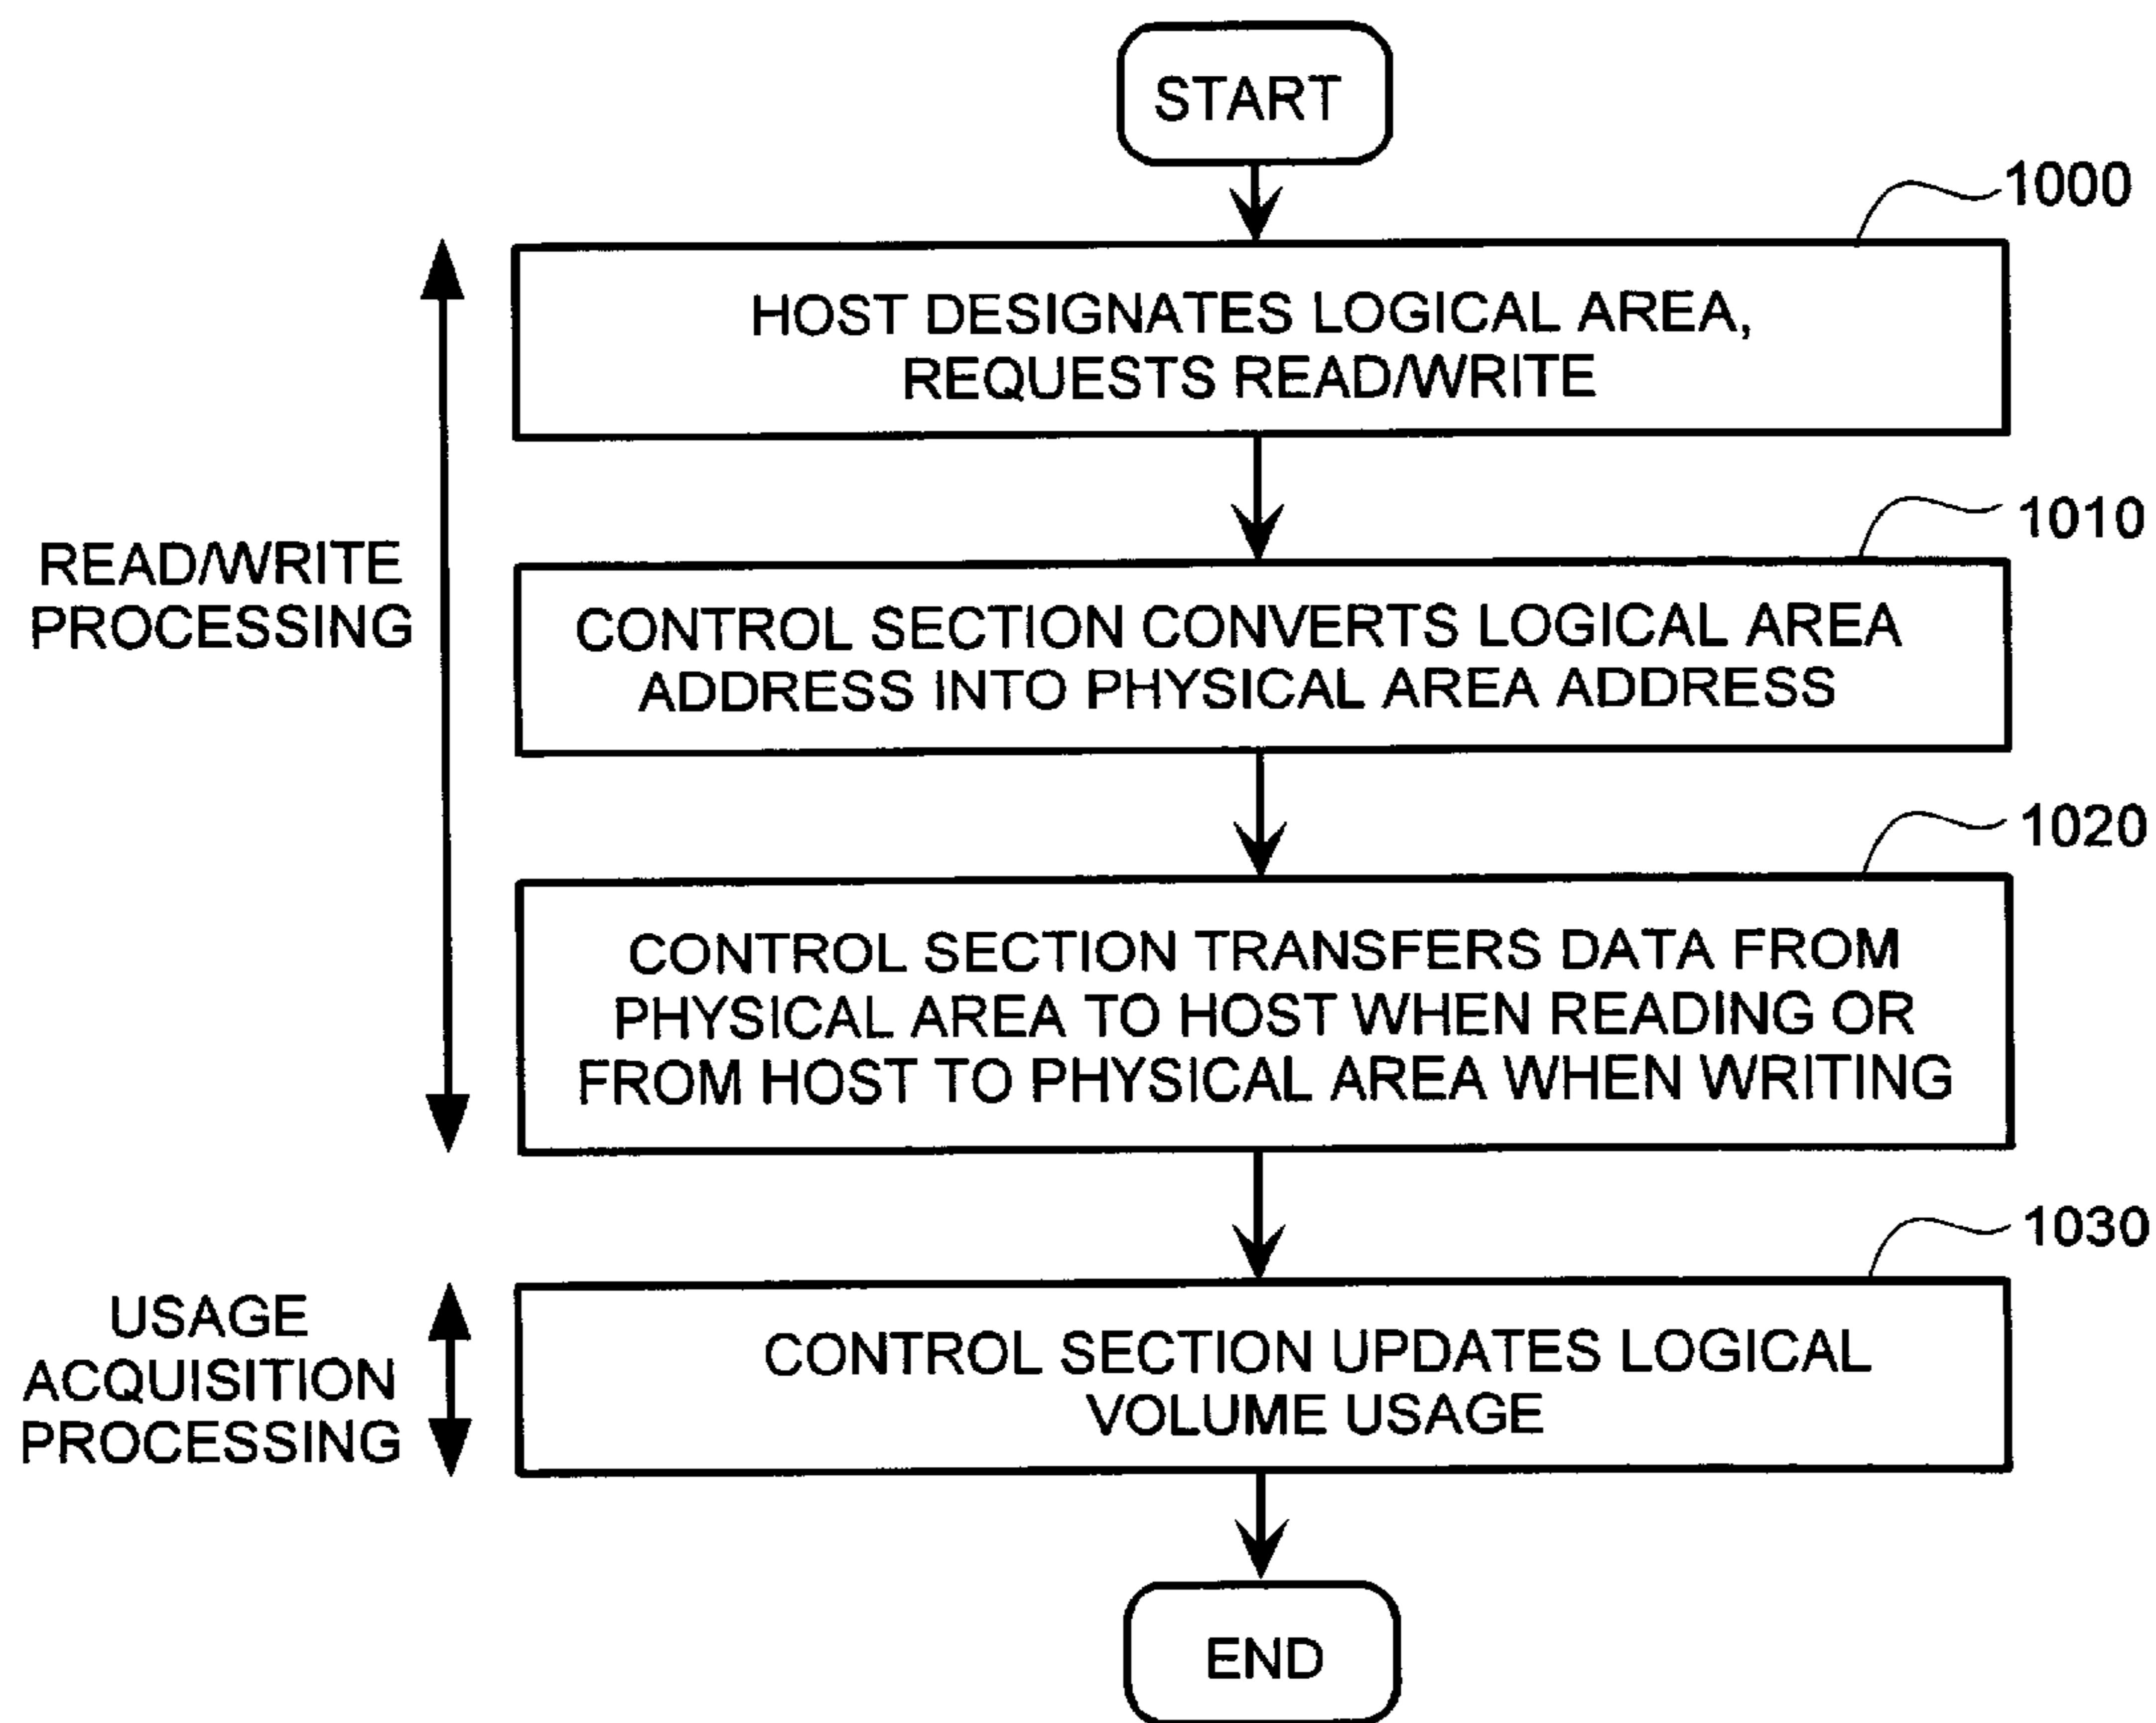 START
1000
HOST DESIGNATES LOGICAL AREA,
REQUESTS READ/WRITE
READ/WRITE
PROCESSING
1010
CONTROL SECTION CONVERTS LOGICAL AREA
ADDRESS INTO PHYSICAL AREA ADDRESS
1020
CONTROL SECTION TRANSFERS DATA FROM
PHYSICAL AREA TO HOST WHEN READING OR
FROM HOST TO PHYSICAL AREA WHEN WRITING
1030
USAGE
ACQUISITION
PROCESSING
CONTROL SECTION UPDATES LOGICAL
VOLUME USAGE
END